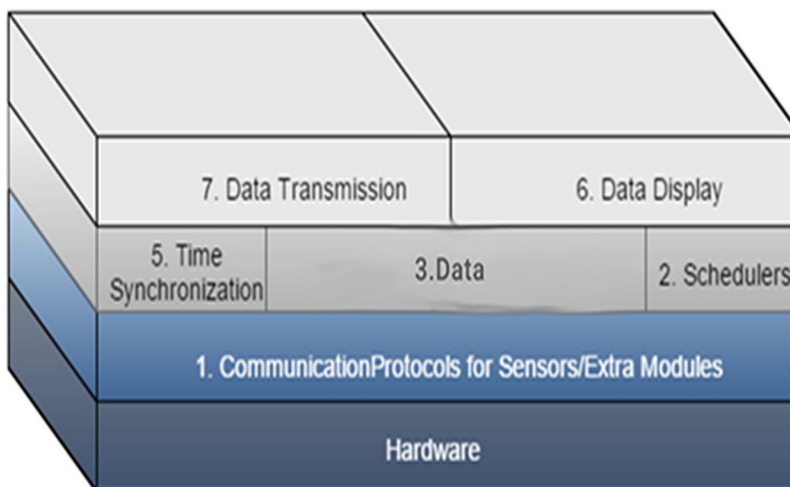 7. Data Transmission
6. Data Display
5. Time
Synchronization
3.Data
2. Schedulers
1. CommunicationProtocols for Sensors/Extra Modules
Hardware